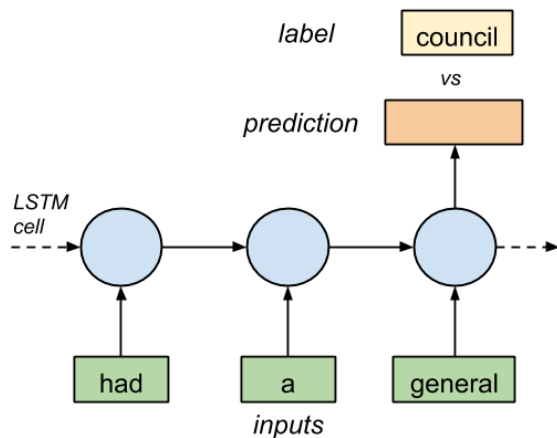 label council
vs
prediction
LSTM
cell
had a general
inputs